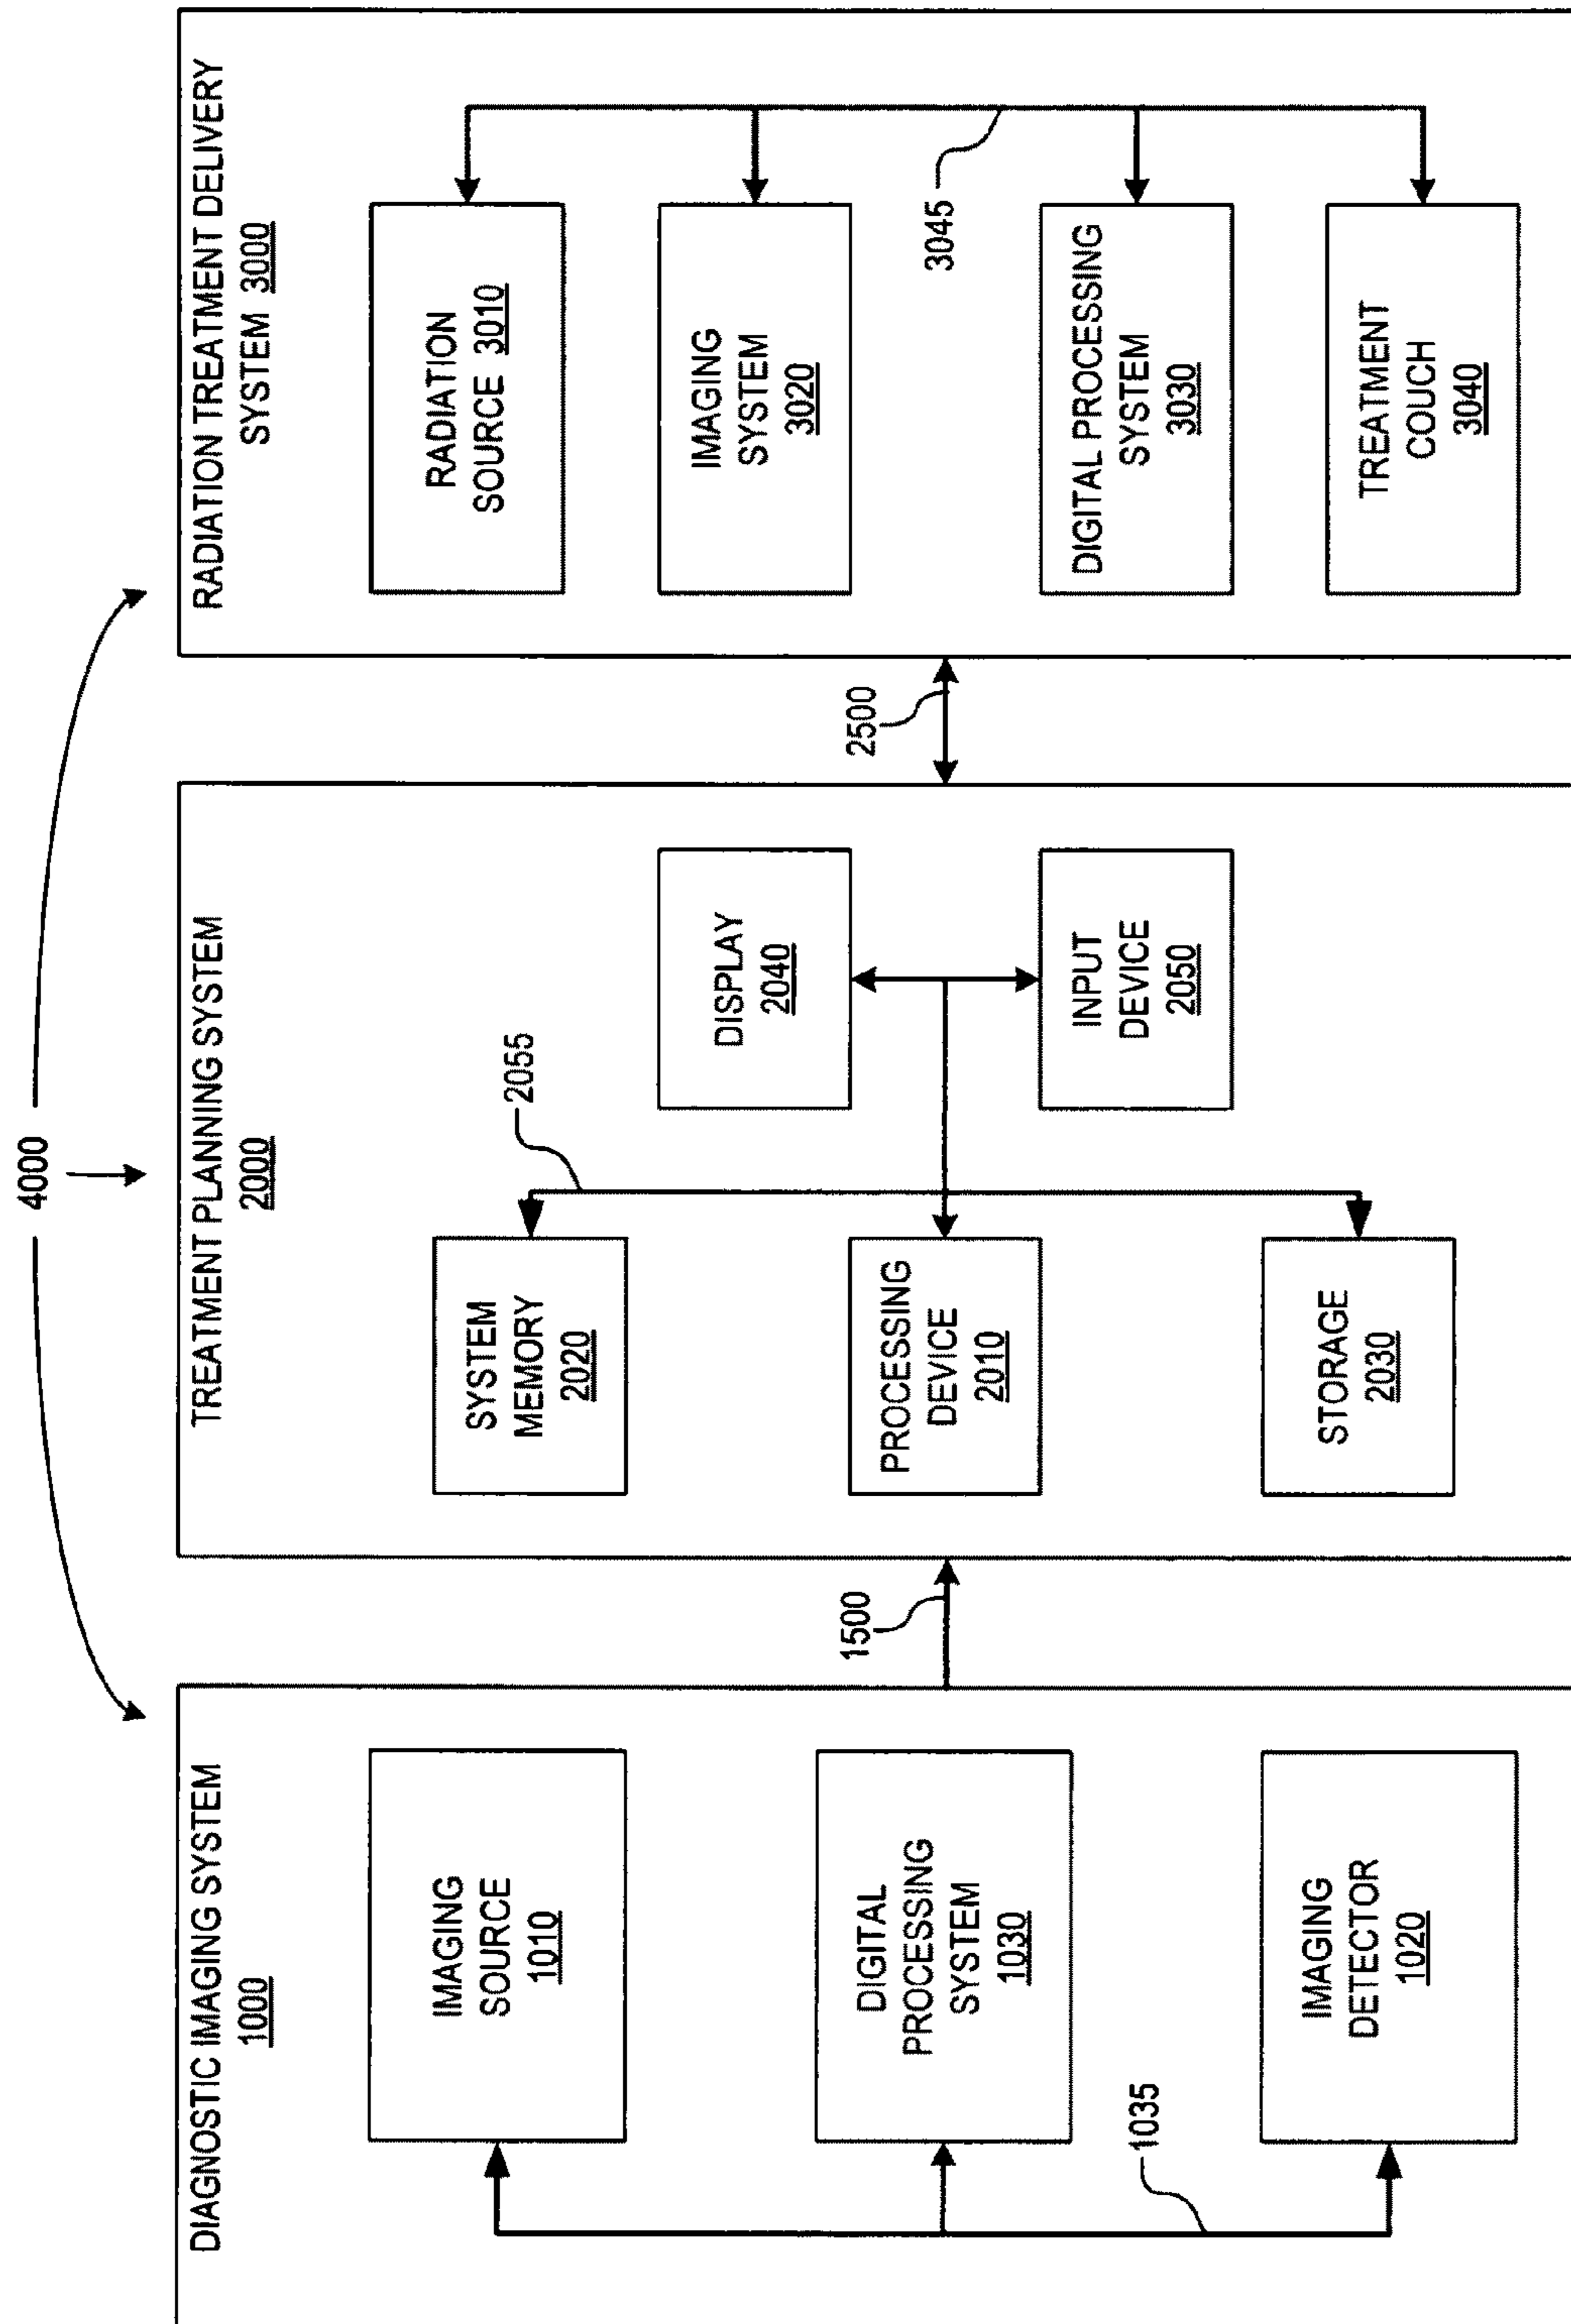 4000
DIAGNOSTIC IMAGING SYSTEM
1000
IMAGING
SOURCE
1010
DIGITAL
PROCESSING
SYSTEM
1030
IMAGING
DETECTOR
1020
1035
1500
TREATMENT PLANNING SYSTEM
2000
2055
SYSTEM
MEMORY
2020
PROCESSING
DEVICE
2010
STORAGE
2030
DISPLAY
2040
INPUT
DEVICE
2050
2500
RADIATION TREATMENT DELIVERY
SYSTEM 3000
RADIATION
SOURCE 3010
IMAGING
SYSTEM
3020
DIGITAL PROCESSING
SYSTEM
3030
TREATMENT
COUCH
3040
3045